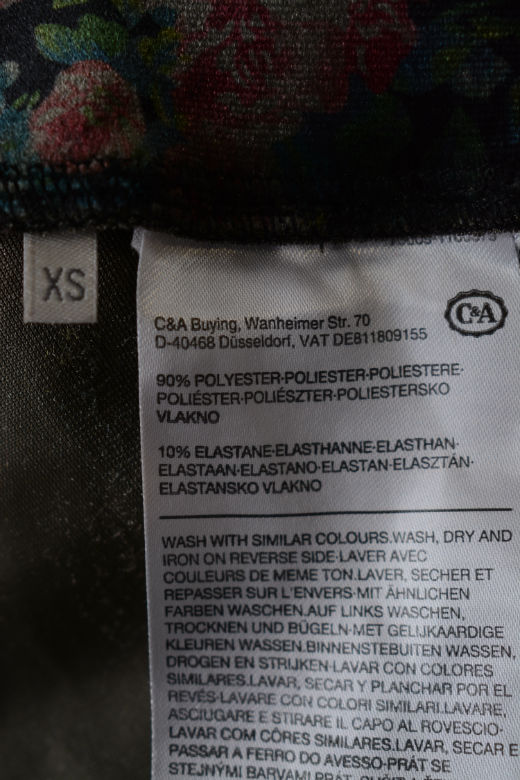 XS
C&A
C&A Buying, Wanheimer Str. 70
D-40468 Düsseldorf, VAT DE811809155
90% POLYESTER·POLIESTER·POLIESTERE·
POLIÉSTER·POLIÉSZTER·POLIESTERSKO
VLAKNO
10% ELASTANE·ELASTHANNE·ELASTHAN·
ELASTAAN·ELASTANO·ELASTAN·ELASZTÁN·
ELASTANSKO VLAKNO
WASH WITH SIMILAR COLOURS.WASH, DRY AND
IRON ON REVERSE SIDE·LAVER AVEC
COULEURS DE MEME TON.LAVER, SECHER ET
REPASSER SUR L'ENVERS·MIT ÄHNLICHEN
FARBEN WASCHEN.AUF LINKS WASCHEN,
TROCKNEN UND BÜGELN·MET GELIJKAARDIGE
KLEUREN WASSEN.BINNENSTEBUITEN WASSEN,
DROGEN EN STRIJKEN·LAVAR CON COLORES
SIMILARES.LAVAR, SECAR Y PLANCHAR POR EL
REVÉS·LAVARE CON COLORI SIMILARI.LAVARE,
ASCIUGARE E STIRARE IL CAPO AL ROVESCIO·
LAVAR COM CÔRES SIMILARES.LAVAR, SECAR E
PASSAR A FERRO DO AVESSO·PRÁT SE
STEJNÝMI BARVAMI.PRÁT